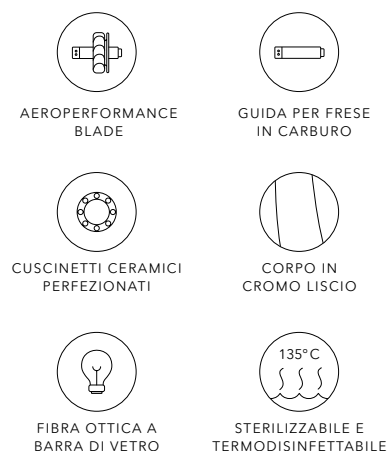 AEROPERFORMANCE
BLADE
GUIDA PER FRESE
IN CARBURO
CUSCINETTI CERAMICI
PERFEZIONATI
CORPO IN
CROMO LISCIO
135°C
FIBRA OTTICA A
BARRA DI VETRO
STERILIZZABILE E
TERMODISINFETTABILE